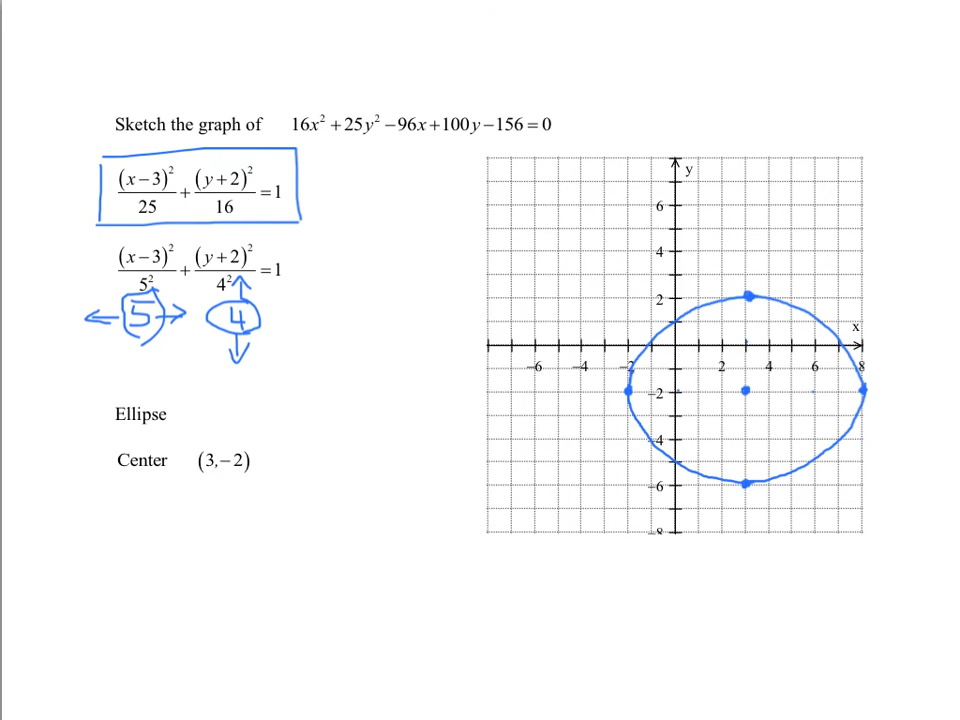 Sketch the graph of 16x² + 25y² − 96x + 100y − 156 = 0
(x − 3)²/25 + (y + 2)²/16 = 1
(x − 3)²/5² + (y + 2)²/4² = 1
5 4
Ellipse
Center (3, − 2)
y
6
4
2
x
−6 −4 −2 2 4 6 8
−2
−4
−6
−8